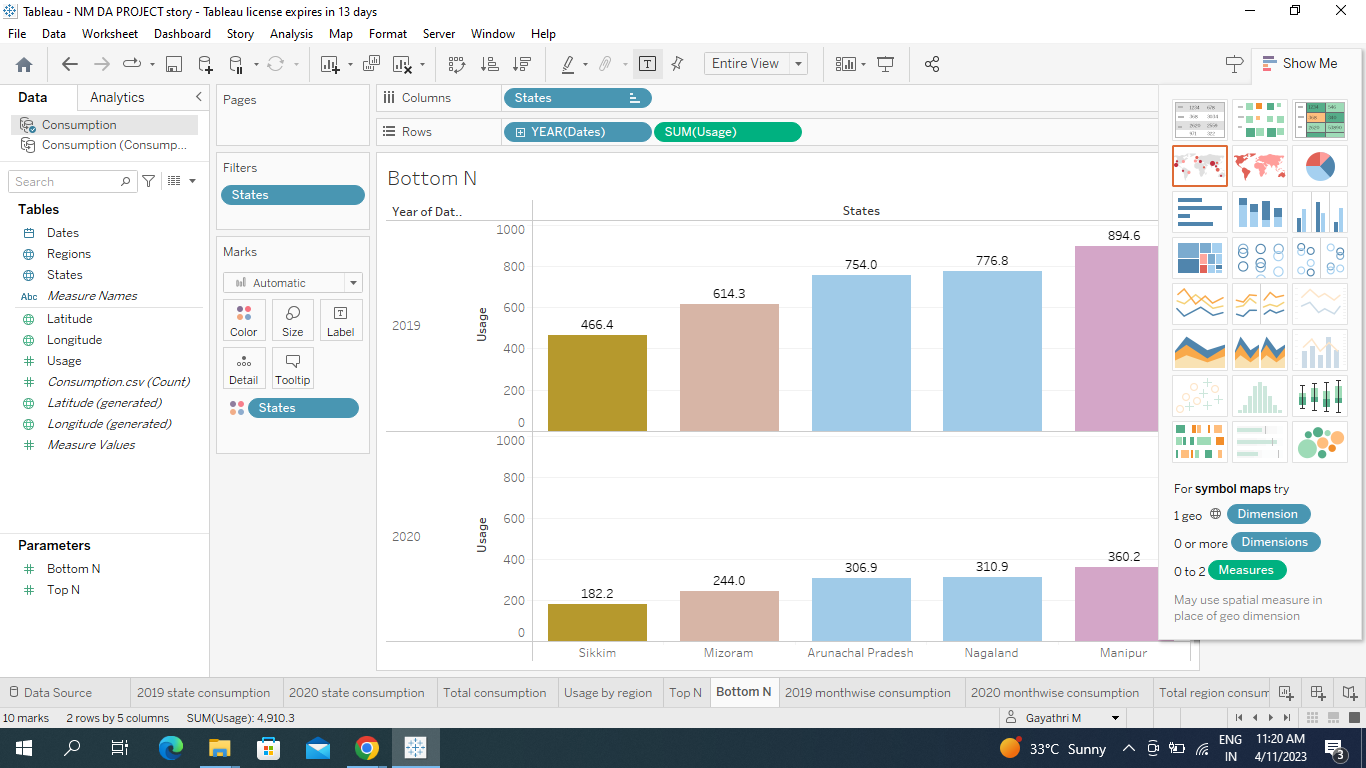 Tableau - NM DA PROJECT story - Tableau license expires in 13 days
File Data Worksheet Dashboard Story Analysis Map Format Server Window Help
Entire View
Show Me
Data Analytics
Consumption
Consumption (Consump...
Search
Tables
Dates
Regions
States
Abc Measure Names
Latitude
Longitude
Usage
Consumption.csv (Count)
Latitude (generated)
Longitude (generated)
Measure Values
Parameters
Bottom N
Top N
Pages
Filters
States
Marks
Automatic
Color Size Label
Detail Tooltip
States
Columns States
Rows YEAR(Dates) SUM(Usage)
Bottom N
Year of Dat..
States
2019
Usage
1000
800
600
400
200
0
466.4
614.3
754.0
776.8
894.6
2020
Usage
1000
800
600
400
200
0
182.2
244.0
306.9
310.9
360.2
Sikkim Mizoram Arunachal Pradesh Nagaland Manipur
For symbol maps try
1 geo Dimension
0 or more Dimensions
0 to 2 Measures
May use spatial measure in
place of geo dimension
Data Source 2019 state consumption 2020 state consumption Total consumption Usage by region Top N Bottom N 2019 monthwise consumption 2020 monthwise consumption Total region consum
10 marks 2 rows by 5 columns SUM(Usage): 4,910.3
Gayathri M
33°C Sunny
ENG
IN
11:20 AM
4/11/2023
3